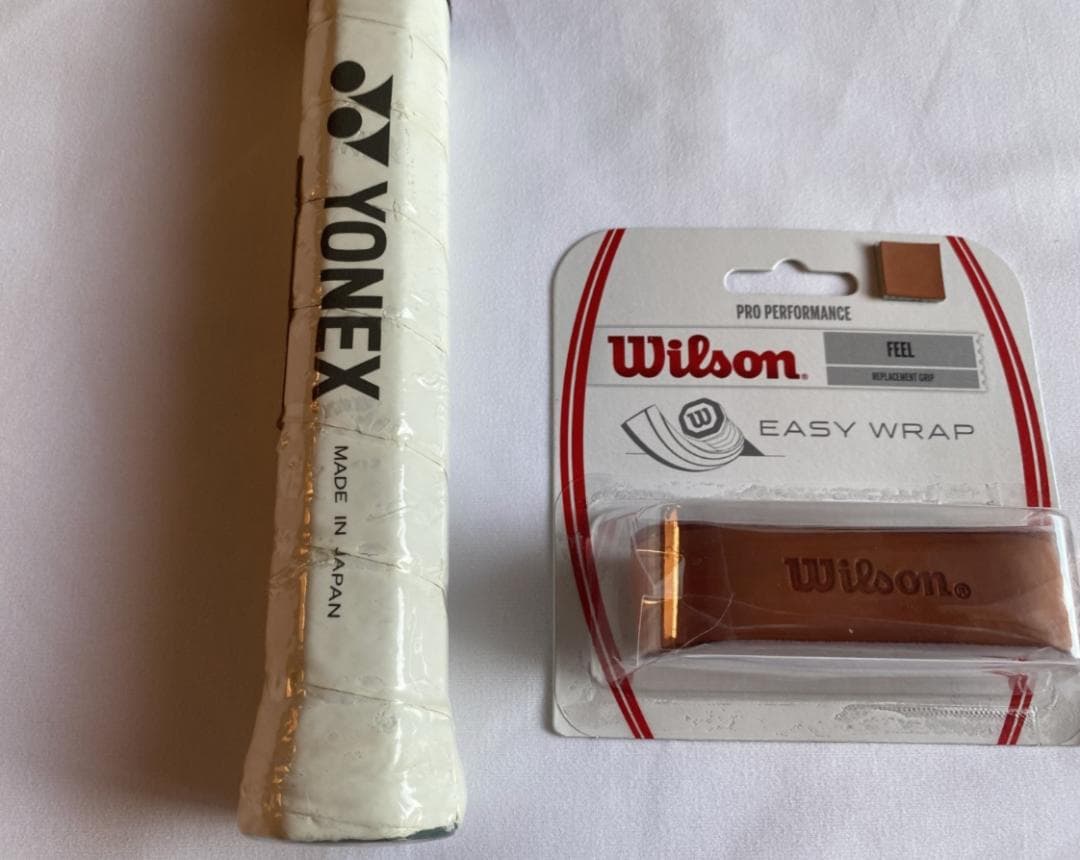 YONEX
MADE IN JAPAN
PRO PERFORMANCE
Wilson®
FEEL
REPLACEMENT GRIP
W
EASY WRAP
Wilson®